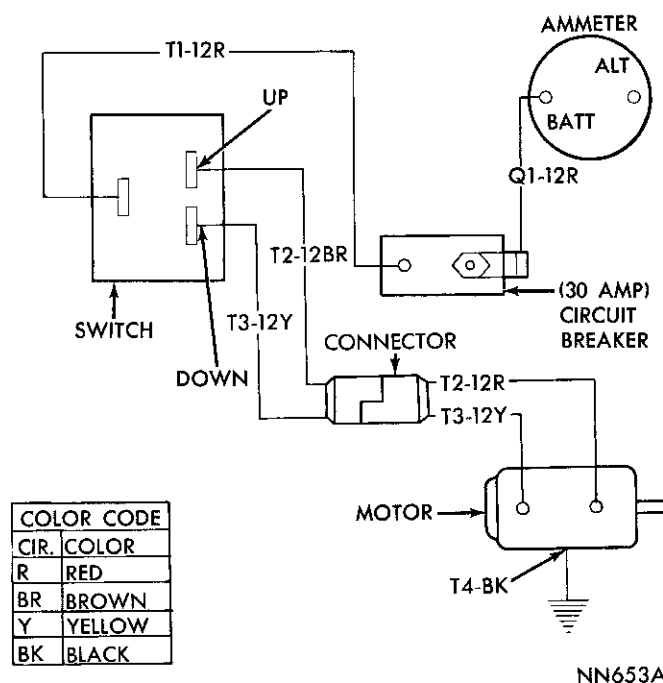 AMMETER
T1-12R
ALT
UP
BATT
Q1-12R
T2-12BR
(30 AMP)
CIRCUIT
BREAKER
SWITCH
T3-12Y
CONNECTOR
DOWN
T2-12R
T3-12Y
MOTOR
T4-BK
COLOR CODE
CIR. COLOR
R RED
BR BROWN
Y YELLOW
BK BLACK
NN653A